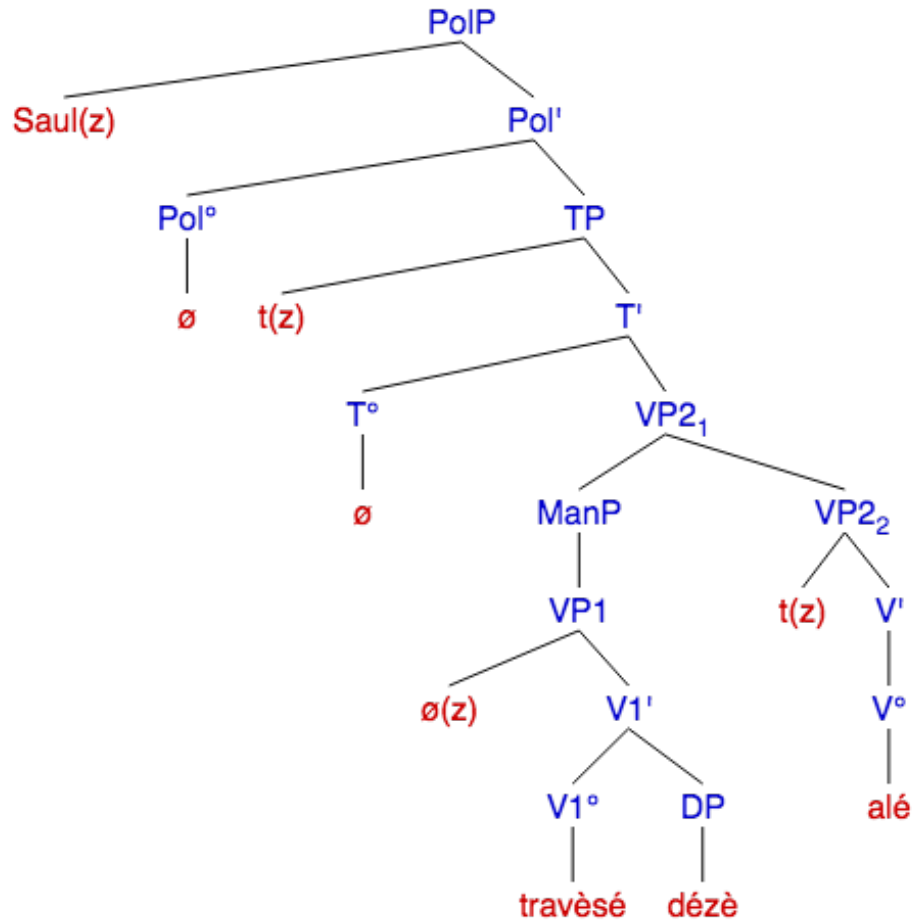 PolP
Saul(z) Pol'
Pol° TP
ø t(z) T'
T° VP2₁
ø ManP VP2₂
VP1 t(z) V'
ø(z) V1' V°
V1° DP alé
travèsé dézè